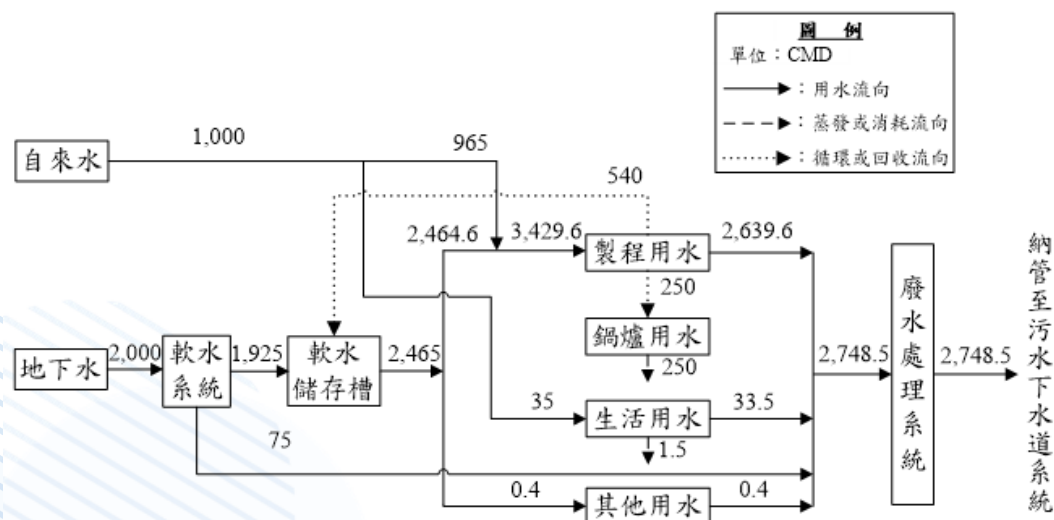 圖 例
單位：CMD
：用水流向
：蒸發或消耗流向
：循環或回收流向
1,000
965
自來水
540
2,464.6
3,429.6
製程用水
2,639.6
250
鍋爐用水
250
地下水
2,000
軟水系統
1,925
軟水儲存槽
2,465
2,748.5
廢水處理系統
2,748.5
納管至污水下水道系統
35
生活用水
33.5
1.5
75
0.4
其他用水
0.4